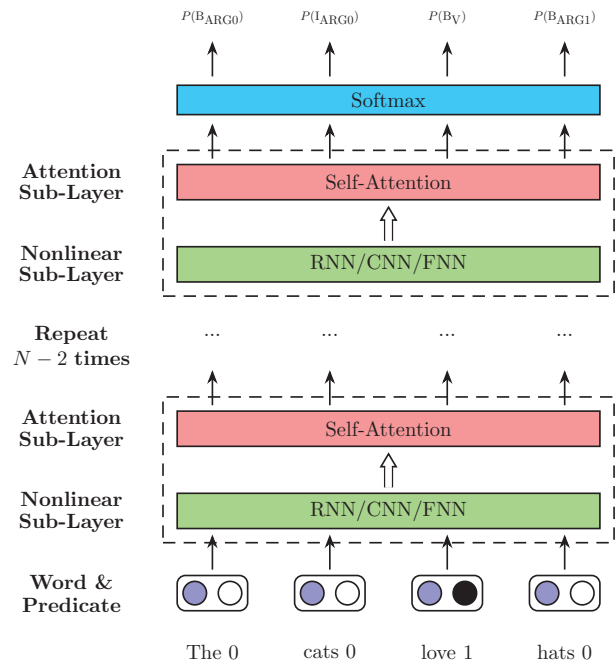 P(B_ARG0) P(I_ARG0) P(B_V) P(B_ARG1)
Softmax
Attention
Sub-Layer
Self-Attention
Nonlinear
Sub-Layer
RNN/CNN/FNN
... ... ... ...
Repeat
N − 2 times
Attention
Sub-Layer
Self-Attention
Nonlinear
Sub-Layer
RNN/CNN/FNN
Word &
Predicate
The 0 cats 0 love 1 hats 0